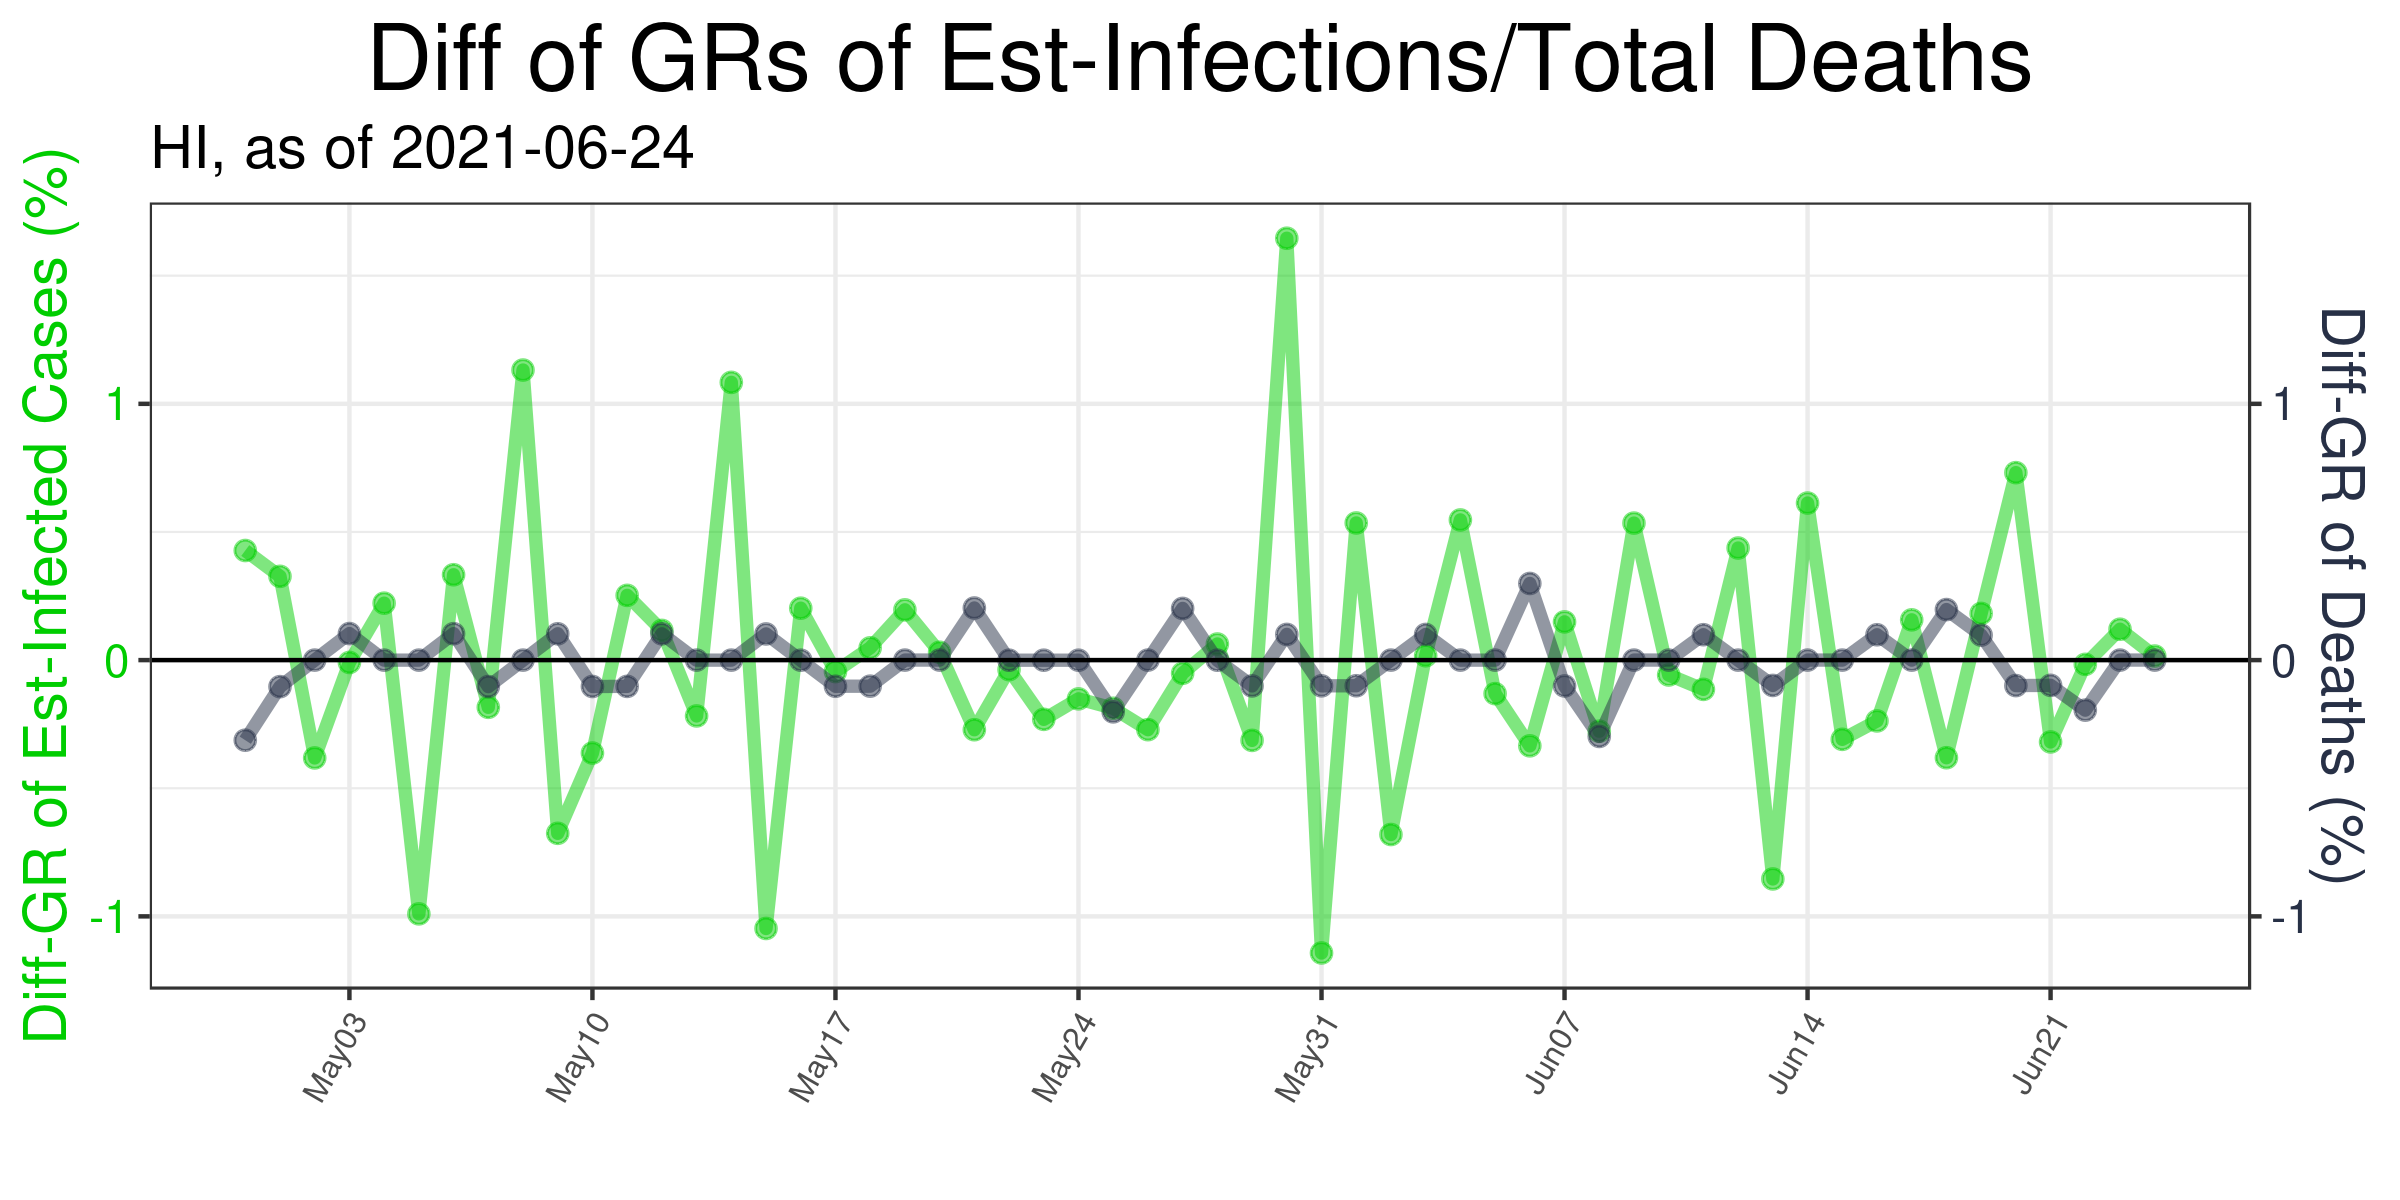 Diff of GRs of Est-Infections/Total Deaths
HI, as of 2021-06-24
Diff-GR of Est-Infected Cases (%)
1
0
-1
1
0
-1
Diff-GR of Deaths (%)
May03
May10
May17
May24
May31
Jun07
Jun14
Jun21